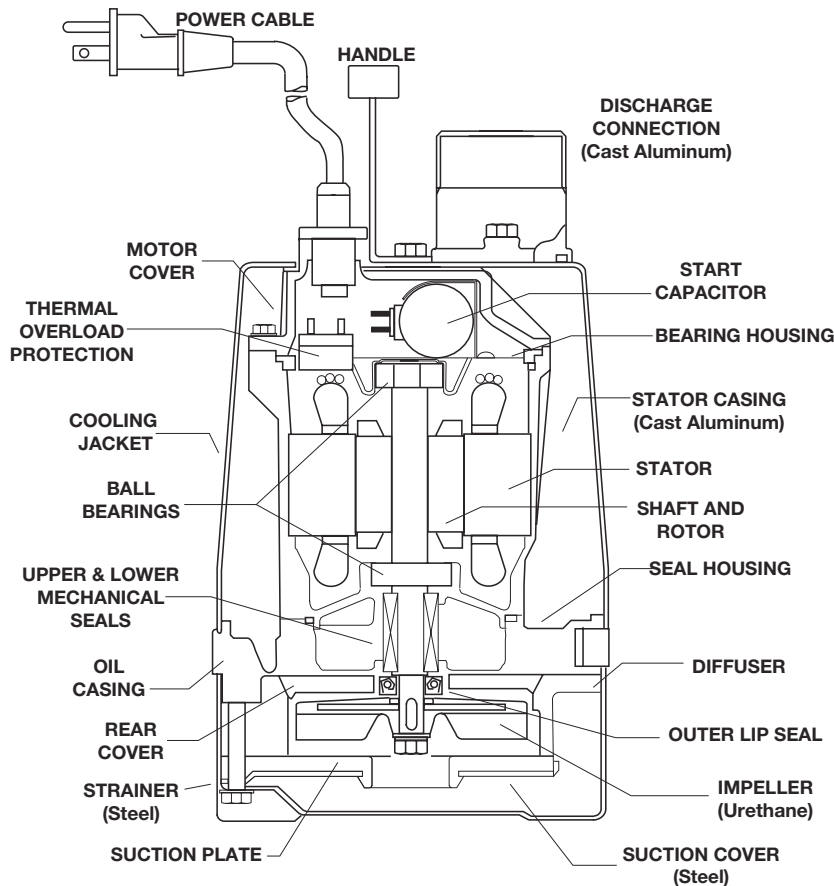 POWER CABLE
HANDLE
DISCHARGE
CONNECTION
(Cast Aluminum)
MOTOR
COVER
START
CAPACITOR
THERMAL
OVERLOAD
PROTECTION
BEARING HOUSING
STATOR CASING
(Cast Aluminum)
COOLING
JACKET
STATOR
BALL
BEARINGS
SHAFT AND
ROTOR
UPPER & LOWER
MECHANICAL
SEALS
SEAL HOUSING
OIL
CASING
DIFFUSER
REAR
COVER
OUTER LIP SEAL
STRAINER
(Steel)
IMPELLER
(Urethane)
SUCTION PLATE
SUCTION COVER
(Steel)